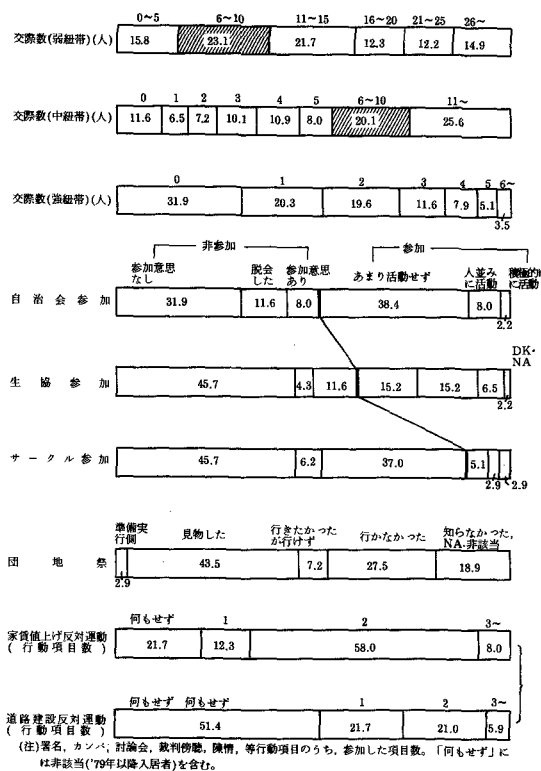 0～5 6～10 11～15 16～20 21～25 26～
交際数(弱紐帯)(人) 15.8 23.1 21.7 12.3 12.2 14.9
0 1 2 3 4 5 6～10 11～
交際数(中紐帯)(人) 11.6 6.5 7.2 10.1 10.9 8.0 20.1 25.6
0 1 2 3 4 5 6～
交際数(強紐帯)(人) 31.9 20.3 19.6 11.6 7.9 5.1
3.5
非参加 参加
参加意思なし 脱会した 参加意思あり あまり活動せず 人並みに活動 積極的に活動
自治会参加 31.9 11.6 8.0 38.4 8.0
2.2
DK・NA
生協参加 45.7 4.3 11.6 15.2 15.2 6.5
2.2
サークル参加 45.7 6.2 37.0 5.1
2.9 2.9
準備実行側 見物した 行きたかったが行けず 行かなかった 知らなかった，NA・非該当
団地祭 43.5 7.2 27.5 18.9
2.9
何もせず 1 2 3～
家賃値上げ反対運動 21.7 12.3 58.0 8.0
(行動項目数)
何もせず 何もせず 1 2 3～
道路建設反対運動 51.4 21.7 21.0 5.9
(行動項目数)
(注)署名，カンパ，討論会，裁判傍聴，陳情，等行動項目のうち，参加した項目数。「何もせず」に
は非該当('79年以降入居者)を含む。